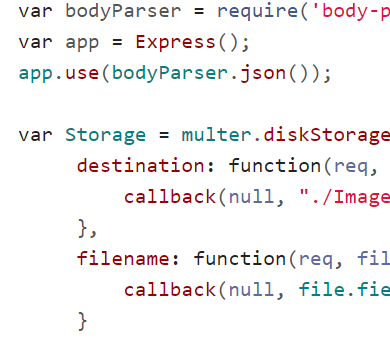 var bodyParser = require('body-p
var app = Express();
app.use(bodyParser.json());
var Storage = multer.diskStorage
destination: function(req,
callback(null, "./Image
},
filename: function(req, fil
callback(null, file.fie
}